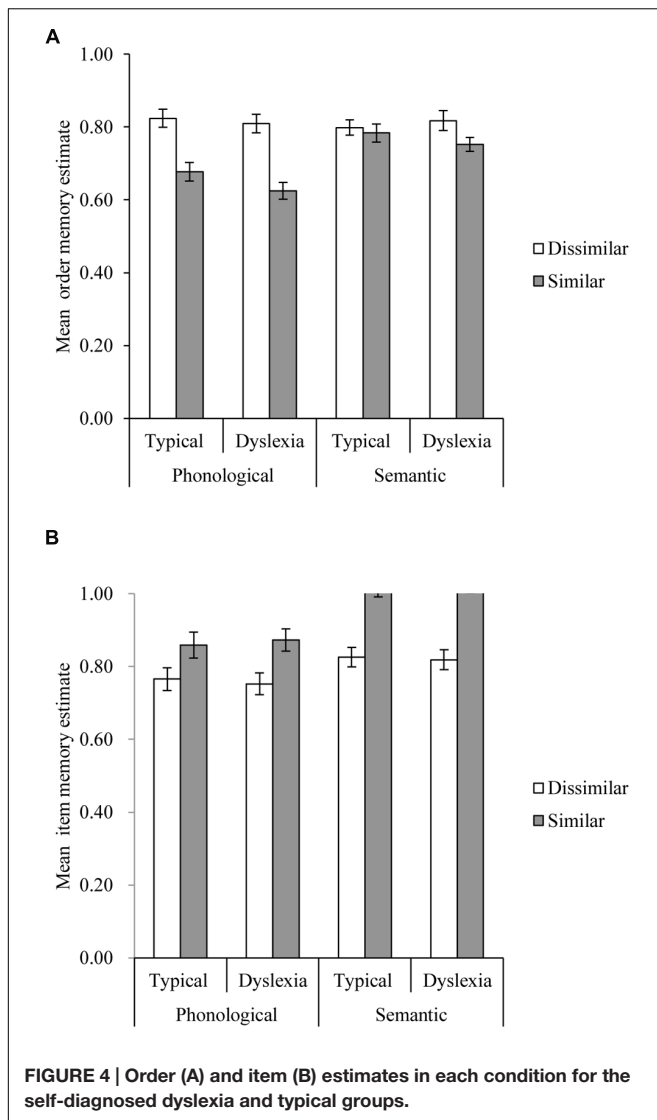 A
1.00
0.80
0.60
0.40
0.20
0.00
Mean order memory estimate
Dissimilar
Similar
Typical Dyslexia Typical Dyslexia
Phonological Semantic
B
1.00
0.80
0.60
0.40
0.20
0.00
Mean item memory estimate
Dissimilar
Similar
Typical Dyslexia Typical Dyslexia
Phonological Semantic
FIGURE 4 | Order (A) and item (B) estimates in each condition for the
self-diagnosed dyslexia and typical groups.